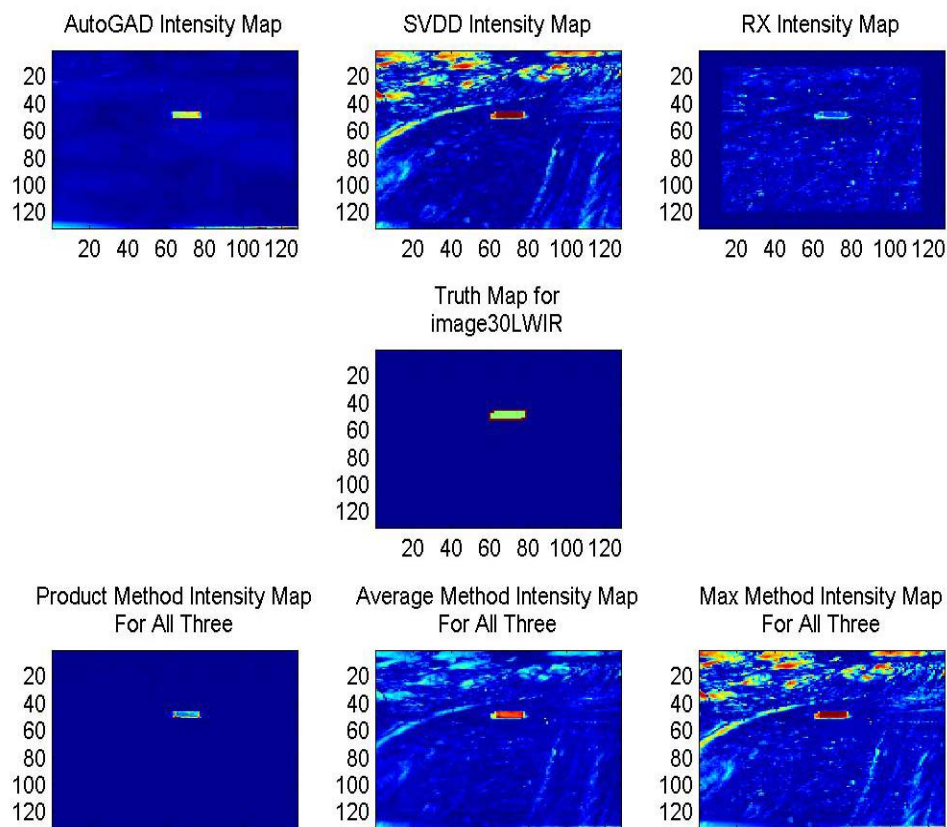 AutoGAD Intensity Map
SVDD Intensity Map
RX Intensity Map
20
40
60
80
100
120
20 40 60 80 100 120
20
40
60
80
100
120
20 40 60 80 100 120
20
40
60
80
100
120
20 40 60 80 100 120
Truth Map for
image30LWIR
20
40
60
80
100
120
20 40 60 80 100 120
Product Method Intensity Map
For All Three
Average Method Intensity Map
For All Three
Max Method Intensity Map
For All Three
20
40
60
80
100
120
20
40
60
80
100
120
20
40
60
80
100
120